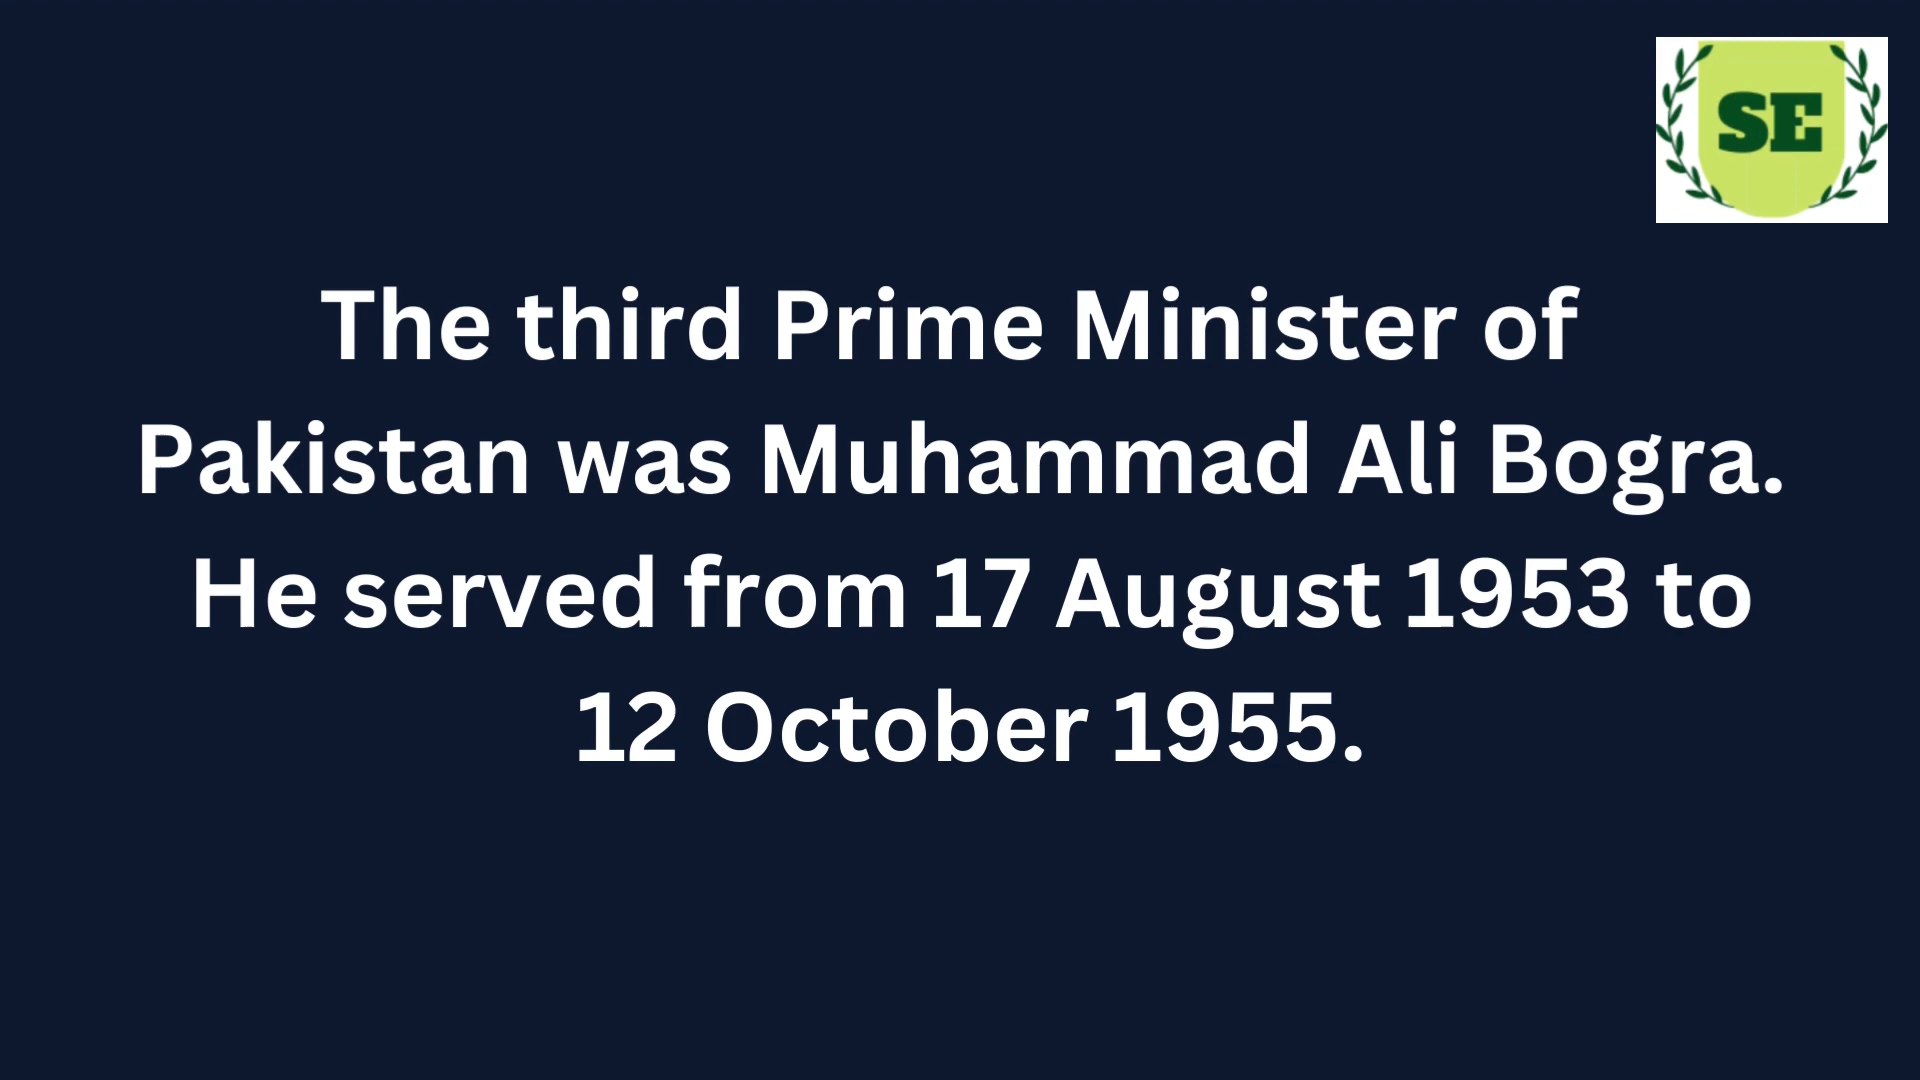 SE
The third Prime Minister of
Pakistan was Muhammad Ali Bogra.
He served from 17 August 1953 to
12 October 1955.